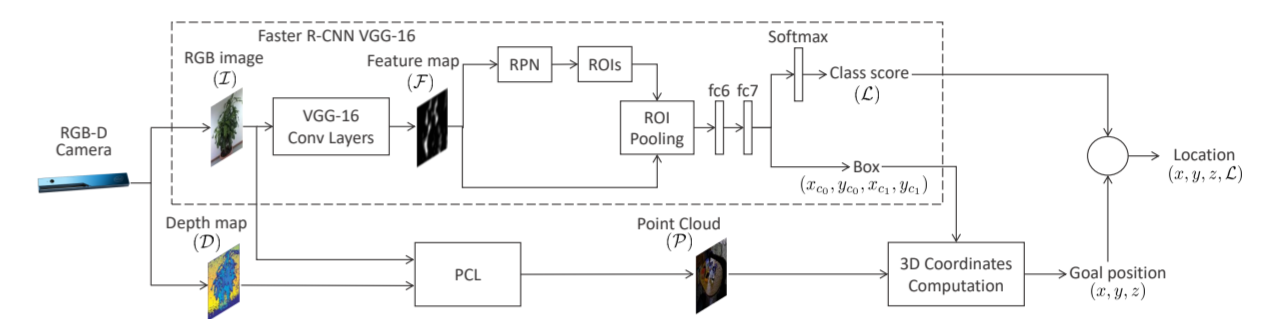 Faster R-CNN VGG-16
RGB image
(ℐ)
Feature map
(ℱ)
RPN
ROIs
Softmax
Class score
(ℒ)
fc6
fc7
VGG-16
Conv Layers
ROI
Pooling
RGB-D
Camera
Box
(x_{c_0}, y_{c_0}, x_{c_1}, y_{c_1})
Location
(x, y, z, ℒ)
Depth map
(𝒟)
Point Cloud
(𝒫)
PCL
3D Coordinates
Computation
Goal position
(x, y, z)